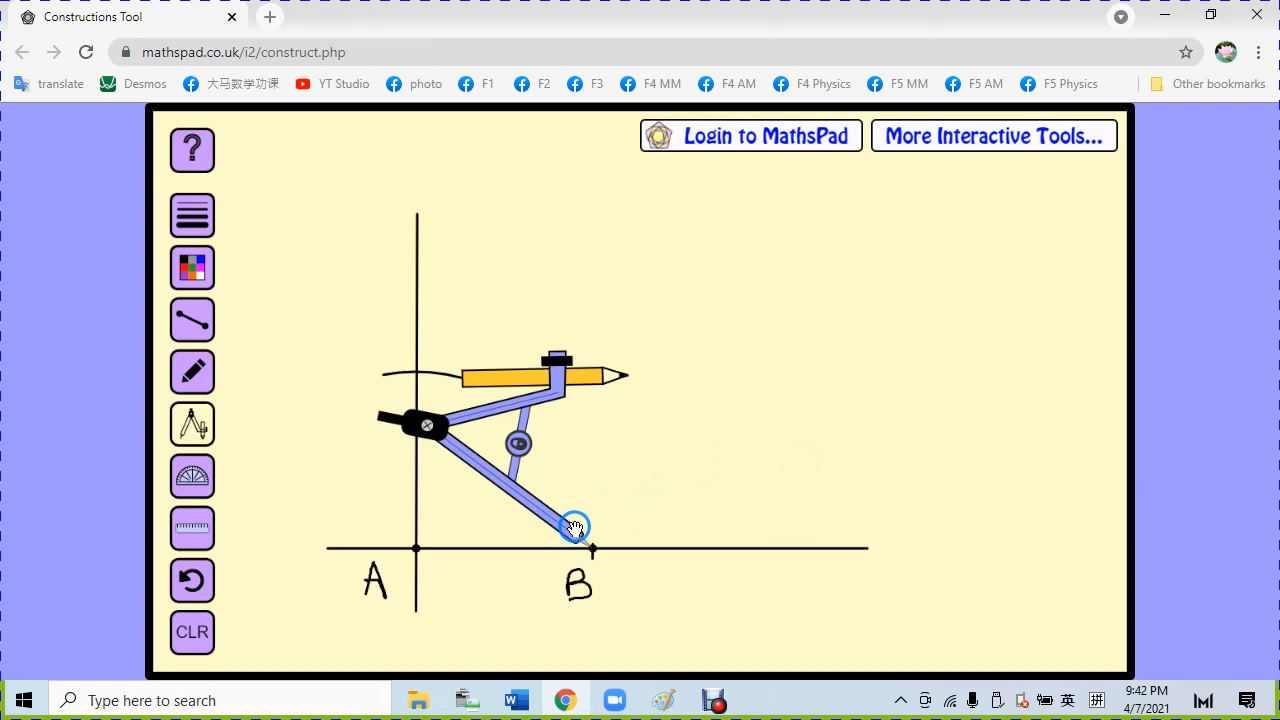 Constructions Tool
mathspad.co.uk/i2/construct.php
translate Desmos 大马数学功课 YT Studio photo F1 F2 F3 F4 MM F4 AM F4 Physics F5 MM F5 AM F5 Physics Other bookmarks
? Login to MathsPad More Interactive Tools...
A B
CLR
Type here to search 英 拼 9:42 PM
4/7/2021